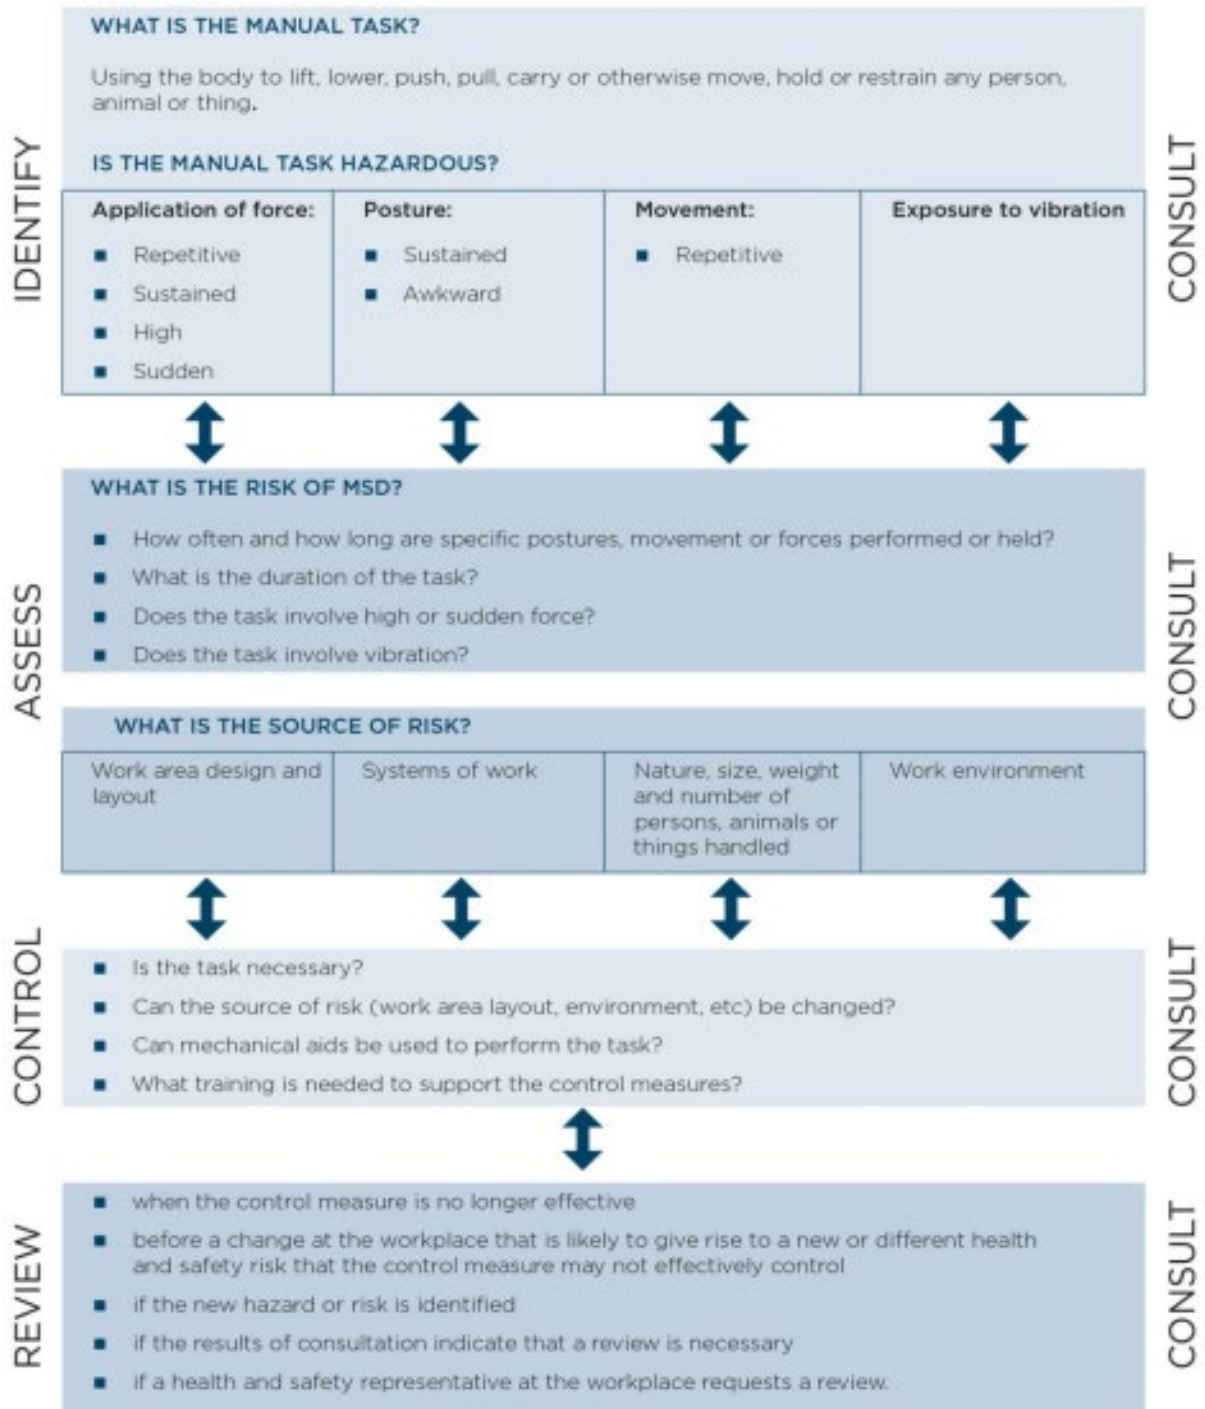 IDENTIFY
CONSULT
WHAT IS THE MANUAL TASK?
Using the body to lift, lower, push, pull, carry or otherwise move, hold or restrain any person,
animal or thing.
IS THE MANUAL TASK HAZARDOUS?
Application of force:
■ Repetitive
■ Sustained
■ High
■ Sudden
Posture:
■ Sustained
■ Awkward
Movement:
■ Repetitive
Exposure to vibration
ASSESS
CONSULT
WHAT IS THE RISK OF MSD?
■ How often and how long are specific postures, movement or forces performed or held?
■ What is the duration of the task?
■ Does the task involve high or sudden force?
■ Does the task involve vibration?
WHAT IS THE SOURCE OF RISK?
Work area design and
layout
Systems of work
Nature, size, weight
and number of
persons, animals or
things handled
Work environment
CONTROL
CONSULT
■ Is the task necessary?
■ Can the source of risk (work area layout, environment, etc) be changed?
■ Can mechanical aids be used to perform the task?
■ What training is needed to support the control measures?
REVIEW
CONSULT
■ when the control measure is no longer effective
■ before a change at the workplace that is likely to give rise to a new or different health
and safety risk that the control measure may not effectively control
■ if the new hazard or risk is identified
■ if the results of consultation indicate that a review is necessary
■ if a health and safety representative at the workplace requests a review.